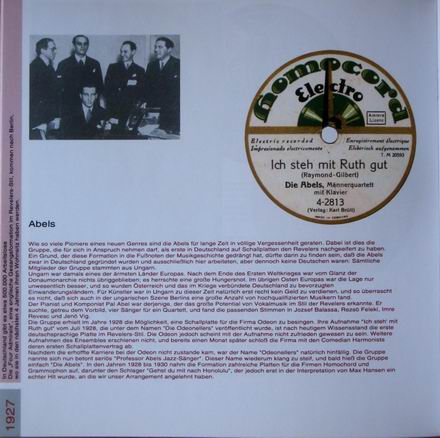 Homocord
Electro
Ammre
Lizenz
Electric recorded
Impressionado electricamente
Enregistrement electrique
Elektrisch aufgenommen
T. M 20593
Ich steh mit Ruth gut
(Raymond-Gilbert)
Die Abels, Männerquartett
mit Klavier
4-2813
(Verlag: Karl Brüll)
Abels
Wie so viele Pioniere eines neuen Genres sind die Abels für lange Zeit in völlige Vergessenheit geraten. Dabei ist dies die
Gruppe, die für sich in Anspruch nehmen darf, als erste in Deutschland auf Schallplatten den Revelers nachgeeifert zu haben.
Ein Grund, der diese Formation in die Fußnoten der Musikgeschichte gedrängt hat, dürfte darin zu finden sein, daß die Abels
zwar in Deutschland gegründet wurden und ausschließlich hier arbeiteten, aber dennoch keine Deutschen waren. Sämtliche
Mitglieder der Gruppe stammten aus Ungarn.
Ungarn war damals eines der ärmsten Länder Europas. Nach dem Ende des Ersten Weltkrieges war vom Glanz der
Donaumonarchie nichts übriggeblieben; es herrschte eine große Hungersnot. Im übrigen Osten Europas war die Lage nur
unwesentlich besser, und so wurden Österreich und das im Kriege verbündete Deutschland zu bevorzugten
Einwanderungsländern. Für Künstler war in Ungarn zu dieser Zeit natürlich erst recht kein Geld zu verdienen, und so überrascht
es nicht, daß sich auch in der ungarischen Szene Berlins eine große Anzahl von hochqualifizierten Musikern fand.
Der Pianist und Komponist Pal Abel war derjenige, der das große Potential von Vokalmusik im Stil der Revelers erkannte. Er
suchte, getreu dem Vorbild, vier Sänger für ein Quartett, und fand die passenden Stimmen in Jozsef Balassa, Rezsö Feleki, Imre
Revesz und Jenö Vig.
Die Gruppe erhielt im Jahre 1928 die Möglichkeit, eine Schallplatte für die Firma Odeon zu besingen. Ihre Aufnahme "Ich steh' mit
Ruth gut" vom Juli 1928, die unter dem Namen "Die Odeonellers" veröffentlicht wurde, ist nach heutigem Wissensstand die erste
deutschsprachige Platte im Revelers-Stil. Die Odeon jedoch scheint mit der Aufnahme nicht zufrieden gewesen zu sein. Weitere
Aufnahmen des Ensembles erschienen nicht, und bereits einen Monat später schloß die Firma mit den Comedian Harmonists
deren ersten Schallplattenvertrag ab.
Nachdem die erhoffte Karriere bei der Odeon nicht zustande kam, war der Name "Odeonellers" natürlich hinfällig. Die Gruppe
nannte sich nun betont seriös "Professor Abels Jazz-Sänger". Dieser Name wiederum klang zu steif, und bald hieß die Gruppe
einfach "Die Abels". In den Jahren 1928 bis 1930 nahm die Formation zahlreiche Platten für die Firmen Homochord und
Grammophon auf, darunter den Schlager "Gehst du mit nach Honolulu", der jedoch erst in der Interpretation von Max Hansen ein
echter Hit wurde, an die wir unser Arrangement angelehnt haben.
1927
In Deutschland gibt es etwa 650.000 Arbeitslose